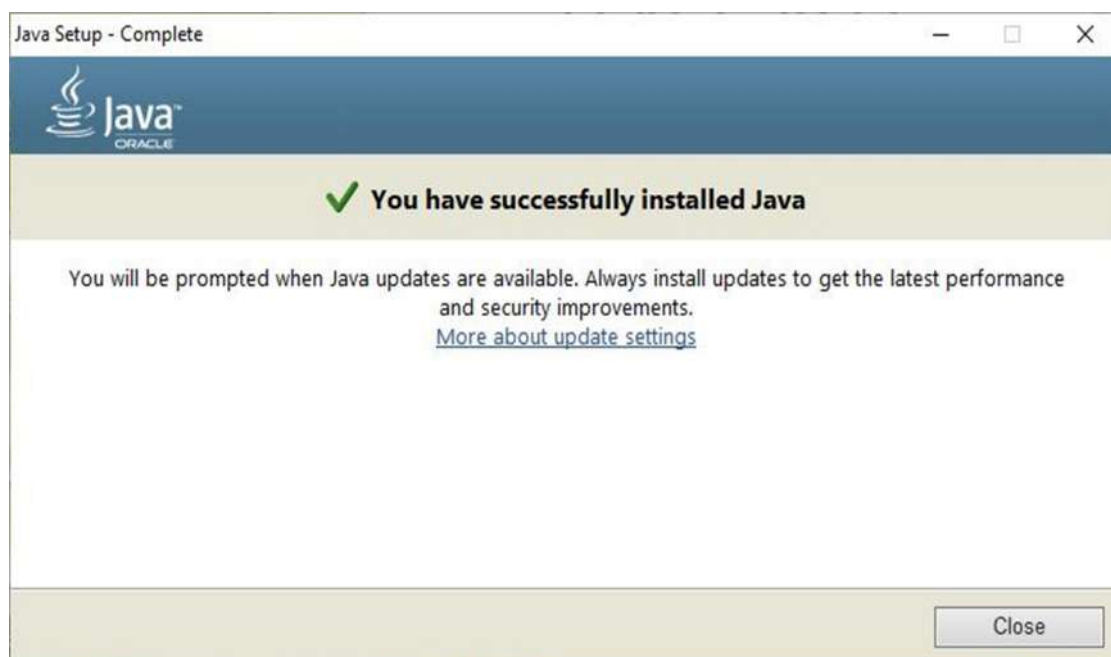 Java Setup - Complete
Java™
ORACLE
You have successfully installed Java
You will be prompted when Java updates are available. Always install updates to get the latest performance
and security improvements.
More about update settings
Close